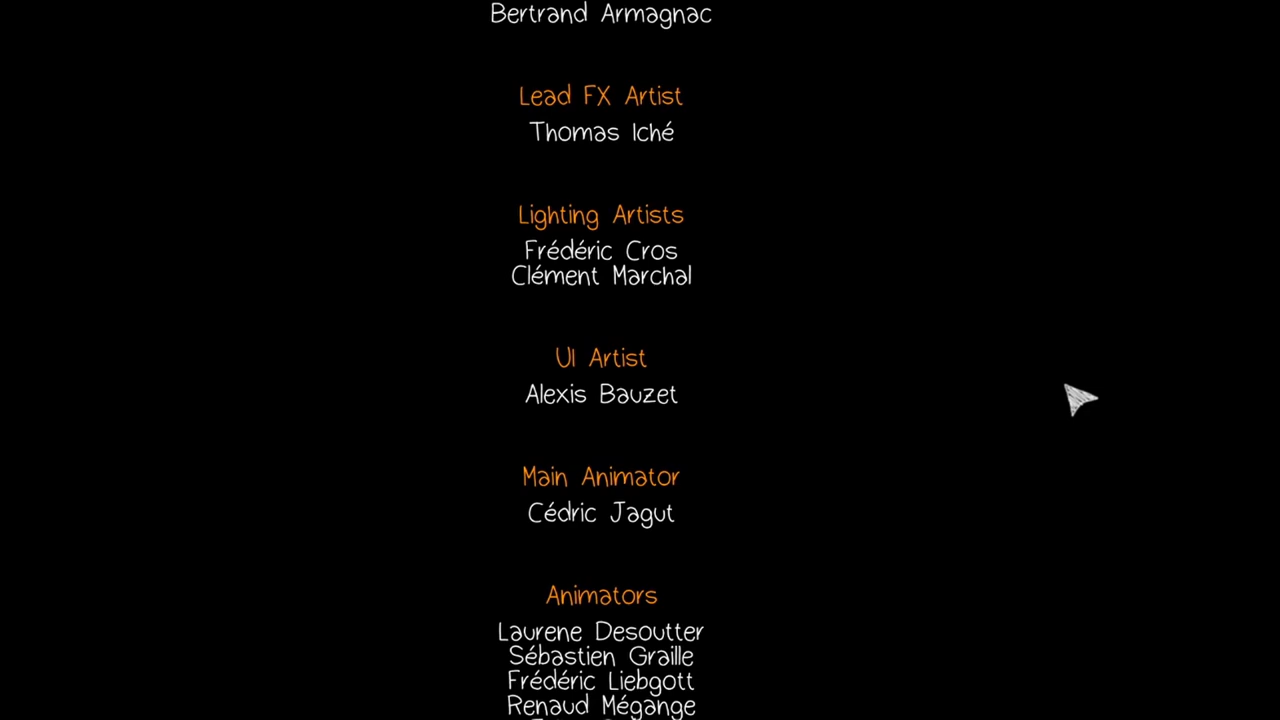 Bertrand Armagnac
Lead FX Artist
Thomas Iché
Lighting Artists
Frédéric Cros
Clément Marchal
UI Artist
Alexis Bauzet
Main Animator
Cédric Jagut
Animators
Laurene Desoutter
Sébastien Graille
Frédéric Liebgott
Renaud Mégange